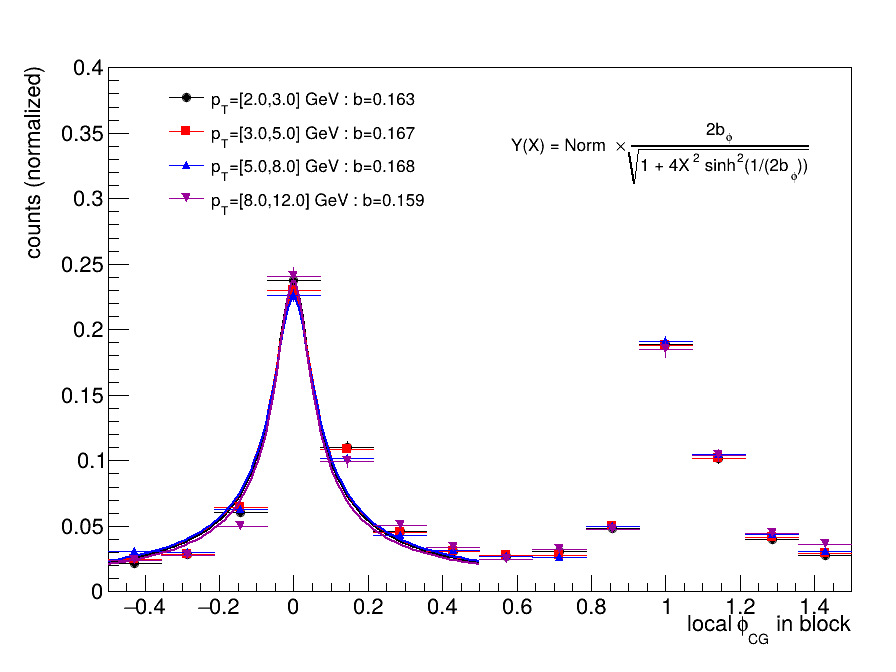 counts (normalized)
0.4
0.35
0.3
0.25
0.2
0.15
0.1
0.05
0
p_T=[2.0,3.0] GeV : b=0.163
p_T=[3.0,5.0] GeV : b=0.167
p_T=[5.0,8.0] GeV : b=0.168
p_T=[8.0,12.0] GeV : b=0.159
Y(X) = Norm × 2b_ϕ / √(1 + 4X² sinh²(1/(2b_ϕ)))
−0.4 −0.2 0 0.2 0.4 0.6 0.8 1 1.2 1.4
local ϕ_CG in block